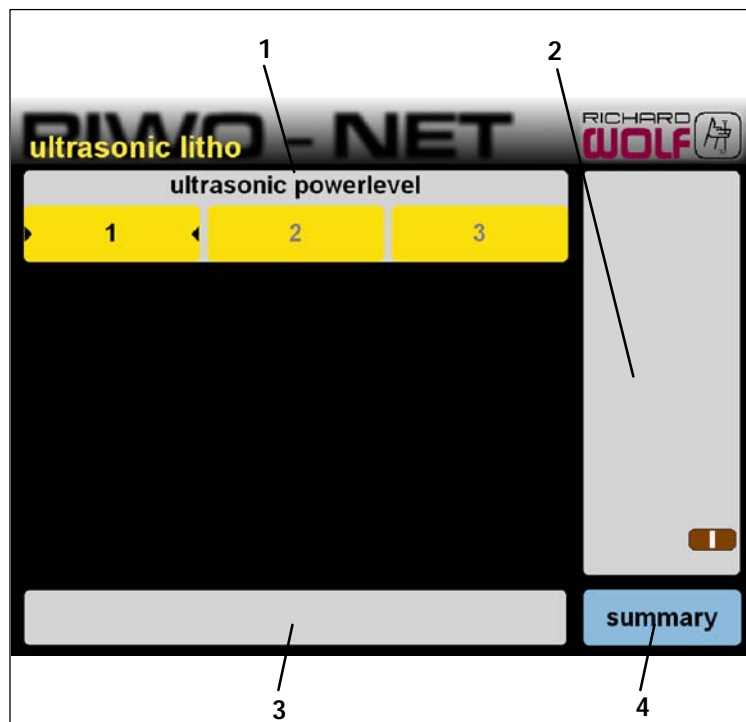 1 2
RIWO - NET
ultrasonic litho
RICHARD
WOLF
ultrasonic powerlevel
1 2 3
summary
3 4